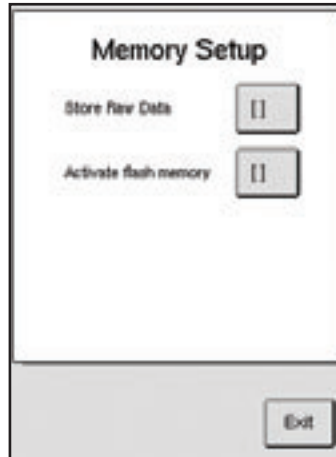 Memory Setup
Store Raw Data []
Activate flash memory []
Exit